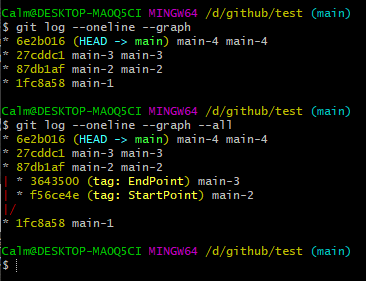 Calm@DESKTOP-MAOQ5CI MINGW64 /d/github/test (main)
$ git log --oneline --graph
* 6e2b016 (HEAD -> main) main-4 main-4
* 27cddc1 main-3 main-3
* 87db1af main-2 main-2
* 1fc8a58 main-1

Calm@DESKTOP-MAOQ5CI MINGW64 /d/github/test (main)
$ git log --oneline --graph --all
* 6e2b016 (HEAD -> main) main-4 main-4
* 27cddc1 main-3 main-3
* 87db1af main-2 main-2
| * 3643500 (tag: EndPoint) main-3
| * f56ce4e (tag: StartPoint) main-2
|/
* 1fc8a58 main-1

Calm@DESKTOP-MAOQ5CI MINGW64 /d/github/test (main)
$